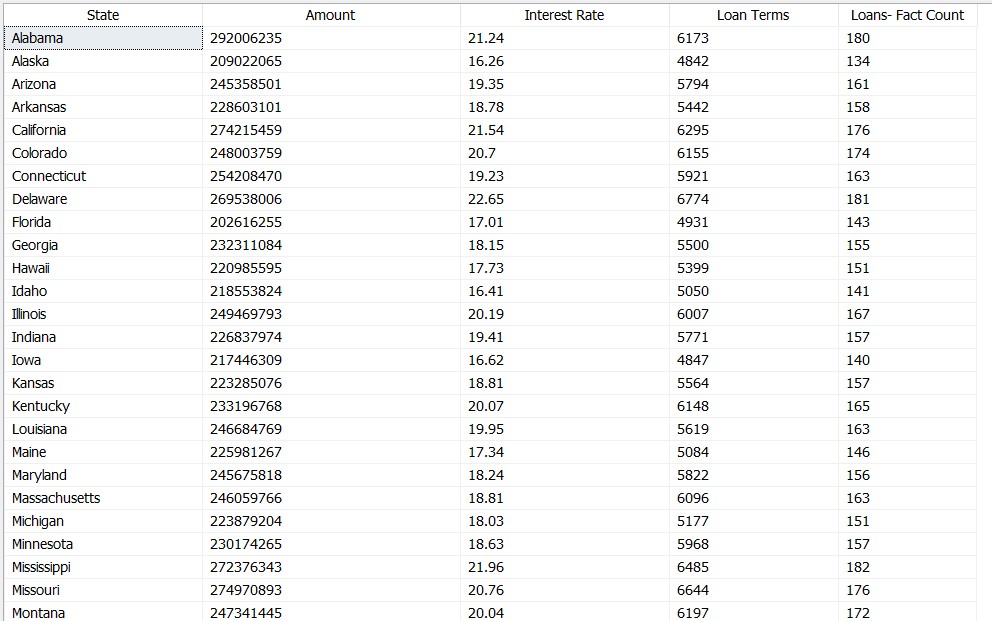 State Amount Interest Rate Loan Terms Loans- Fact Count
Alabama 292006235 21.24 6173 180
Alaska 209022065 16.26 4842 134
Arizona 245358501 19.35 5794 161
Arkansas 228603101 18.78 5442 158
California 274215459 21.54 6295 176
Colorado 248003759 20.7 6155 174
Connecticut 254208470 19.23 5921 163
Delaware 269538006 22.65 6774 181
Florida 202616255 17.01 4931 143
Georgia 232311084 18.15 5500 155
Hawaii 220985595 17.73 5399 151
Idaho 218553824 16.41 5050 141
Illinois 249469793 20.19 6007 167
Indiana 226837974 19.41 5771 157
Iowa 217446309 16.62 4847 140
Kansas 223285076 18.81 5564 157
Kentucky 233196768 20.07 6148 165
Louisiana 246684769 19.95 5619 163
Maine 225981267 17.34 5084 146
Maryland 245675818 18.24 5822 156
Massachusetts 246059766 18.81 6096 163
Michigan 223879204 18.03 5177 151
Minnesota 230174265 18.63 5968 157
Mississippi 272376343 21.96 6485 182
Missouri 274970893 20.76 6644 176
Montana 247341445 20.04 6197 172